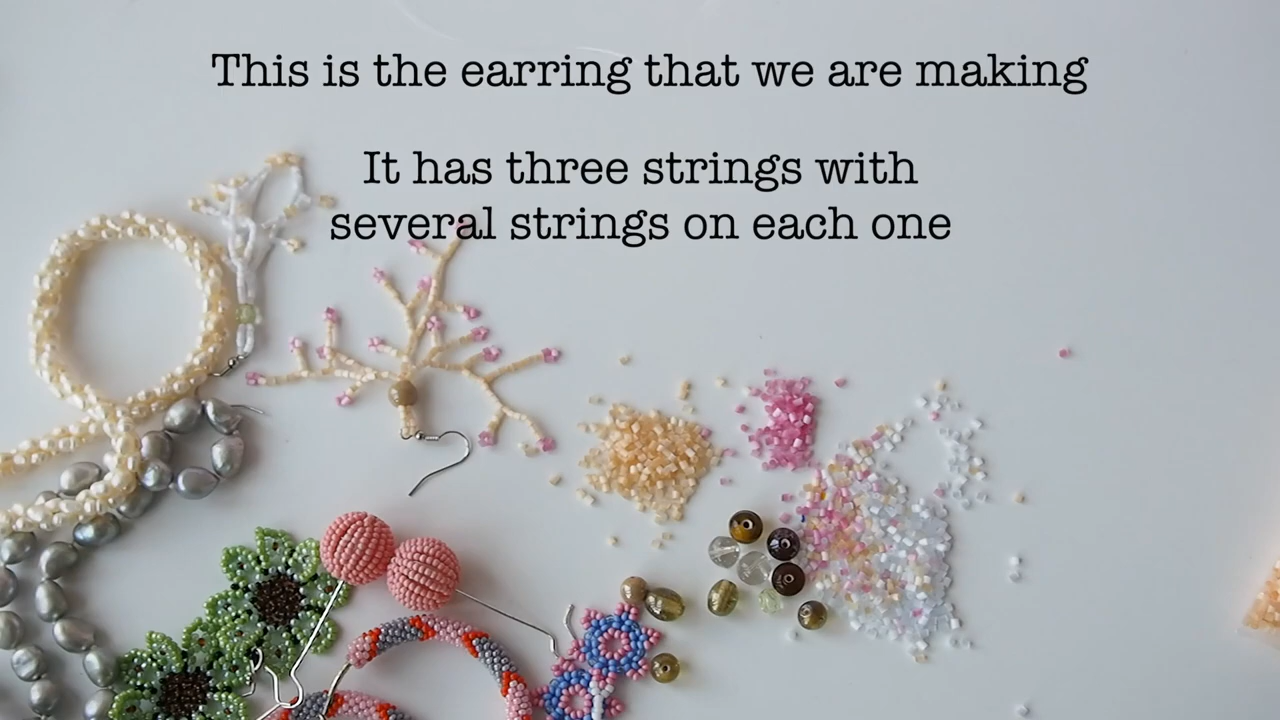 This is the earring that we are making
It has three strings with
several strings on each one